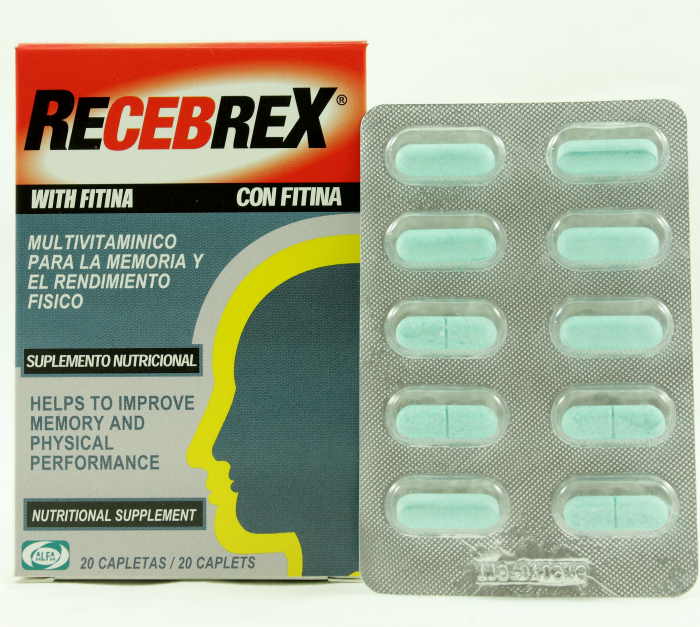 RECEBREX®
WITH FITINA
CON FITINA
MULTIVITAMINICO
PARA LA MEMORIA Y
EL RENDIMIENTO
FISICO
SUPLEMENTO NUTRICIONAL
HELPS TO IMPROVE
MEMORY AND
PHYSICAL
PERFORMANCE
NUTRITIONAL SUPPLEMENT
ALFA
20 CAPLETAS / 20 CAPLETS